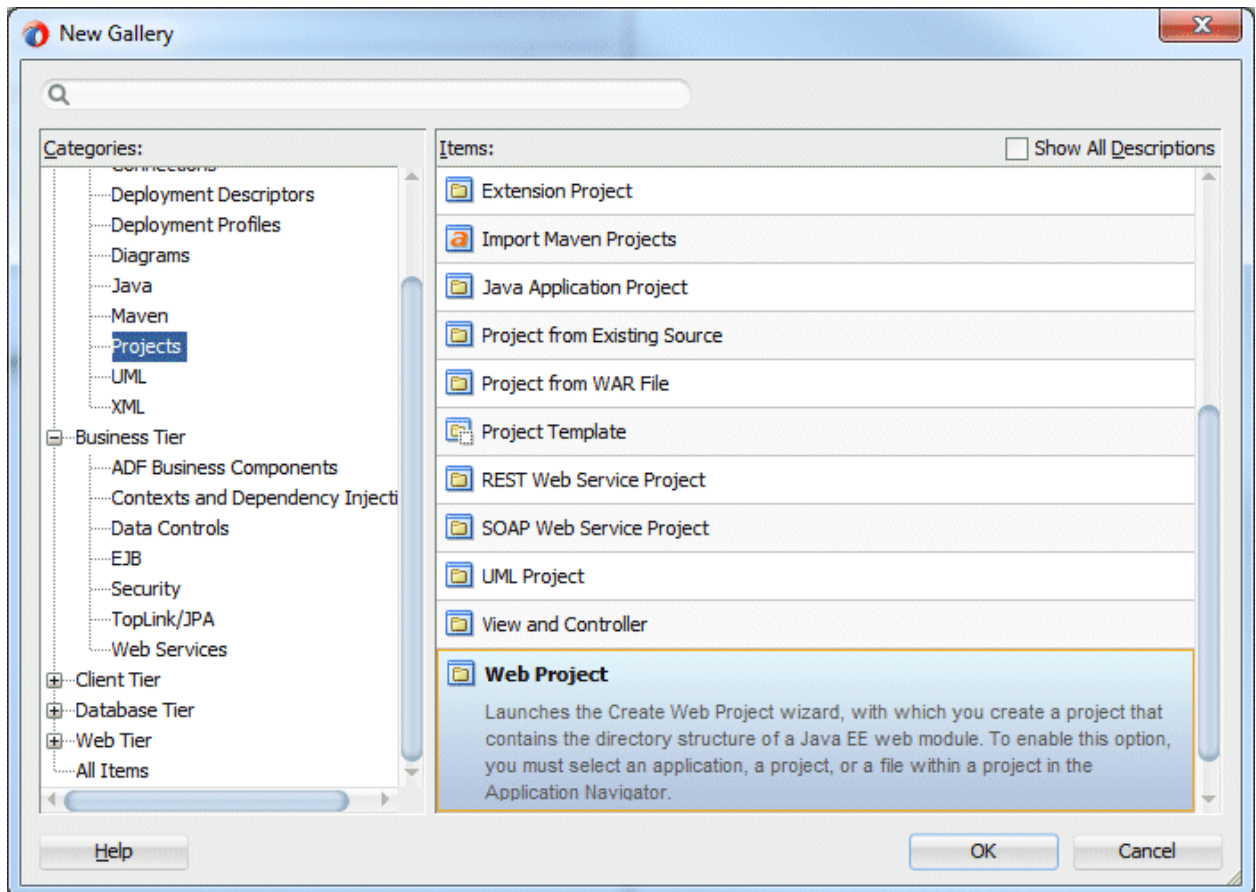 New Gallery
Categories:
Connections
Deployment Descriptors
Deployment Profiles
Diagrams
Java
Maven
Projects
UML
XML
Business Tier
ADF Business Components
Contexts and Dependency Injecti
Data Controls
EJB
Security
TopLink/JPA
Web Services
Client Tier
Database Tier
Web Tier
All Items
Items:
Show All Descriptions
Extension Project
Import Maven Projects
Java Application Project
Project from Existing Source
Project from WAR File
Project Template
REST Web Service Project
SOAP Web Service Project
UML Project
View and Controller
Web Project
Launches the Create Web Project wizard, with which you create a project that
contains the directory structure of a Java EE web module. To enable this option,
you must select an application, a project, or a file within a project in the
Application Navigator.
Help
OK
Cancel